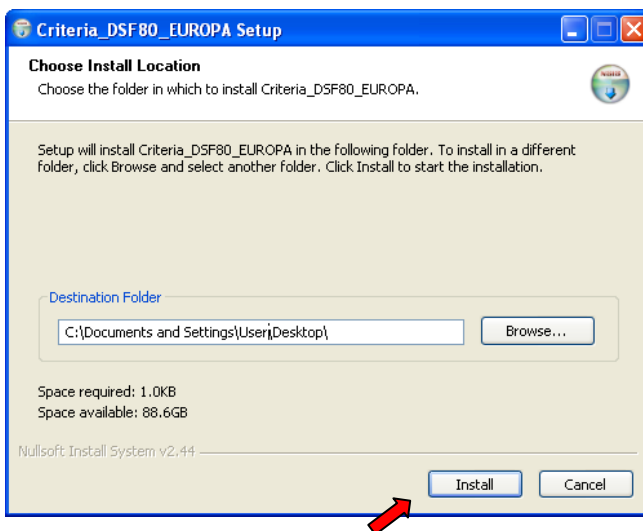 Criteria_DSF80_EUROPA Setup
Choose Install Location
Choose the folder in which to install Criteria_DSF80_EUROPA.
Setup will install Criteria_DSF80_EUROPA in the following folder. To install in a different
folder, click Browse and select another folder. Click Install to start the installation.
Destination Folder
C:\Documents and Settings\User\Desktop\
Browse...
Space required: 1.0KB
Space available: 88.6GB
Nullsoft Install System v2.44
Install
Cancel